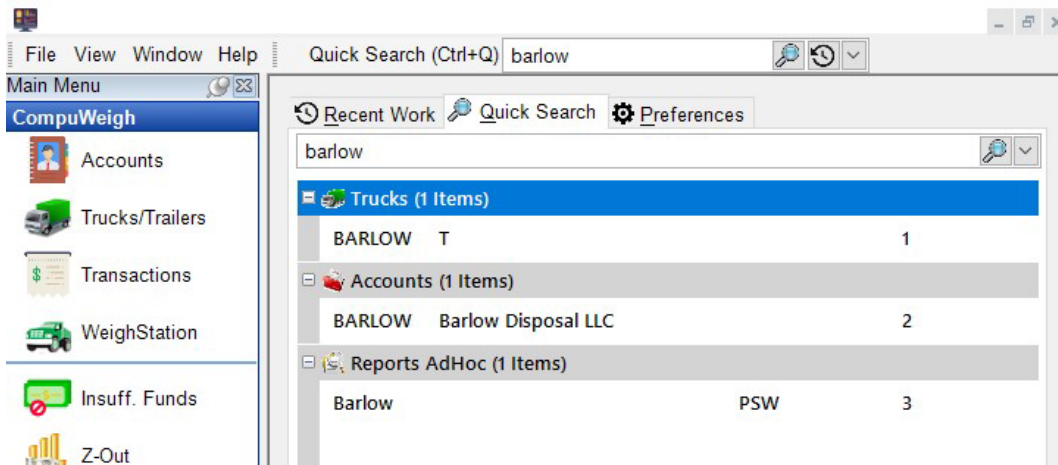 File View Window Help Quick Search (Ctrl+Q) barlow
Main Menu
CompuWeigh
Accounts
Trucks/Trailers
Transactions
WeighStation
Insuff. Funds
Z-Out
Recent Work Quick Search Preferences
barlow
Trucks (1 Items)
BARLOW T 1
Accounts (1 Items)
BARLOW Barlow Disposal LLC 2
Reports AdHoc (1 Items)
Barlow PSW 3